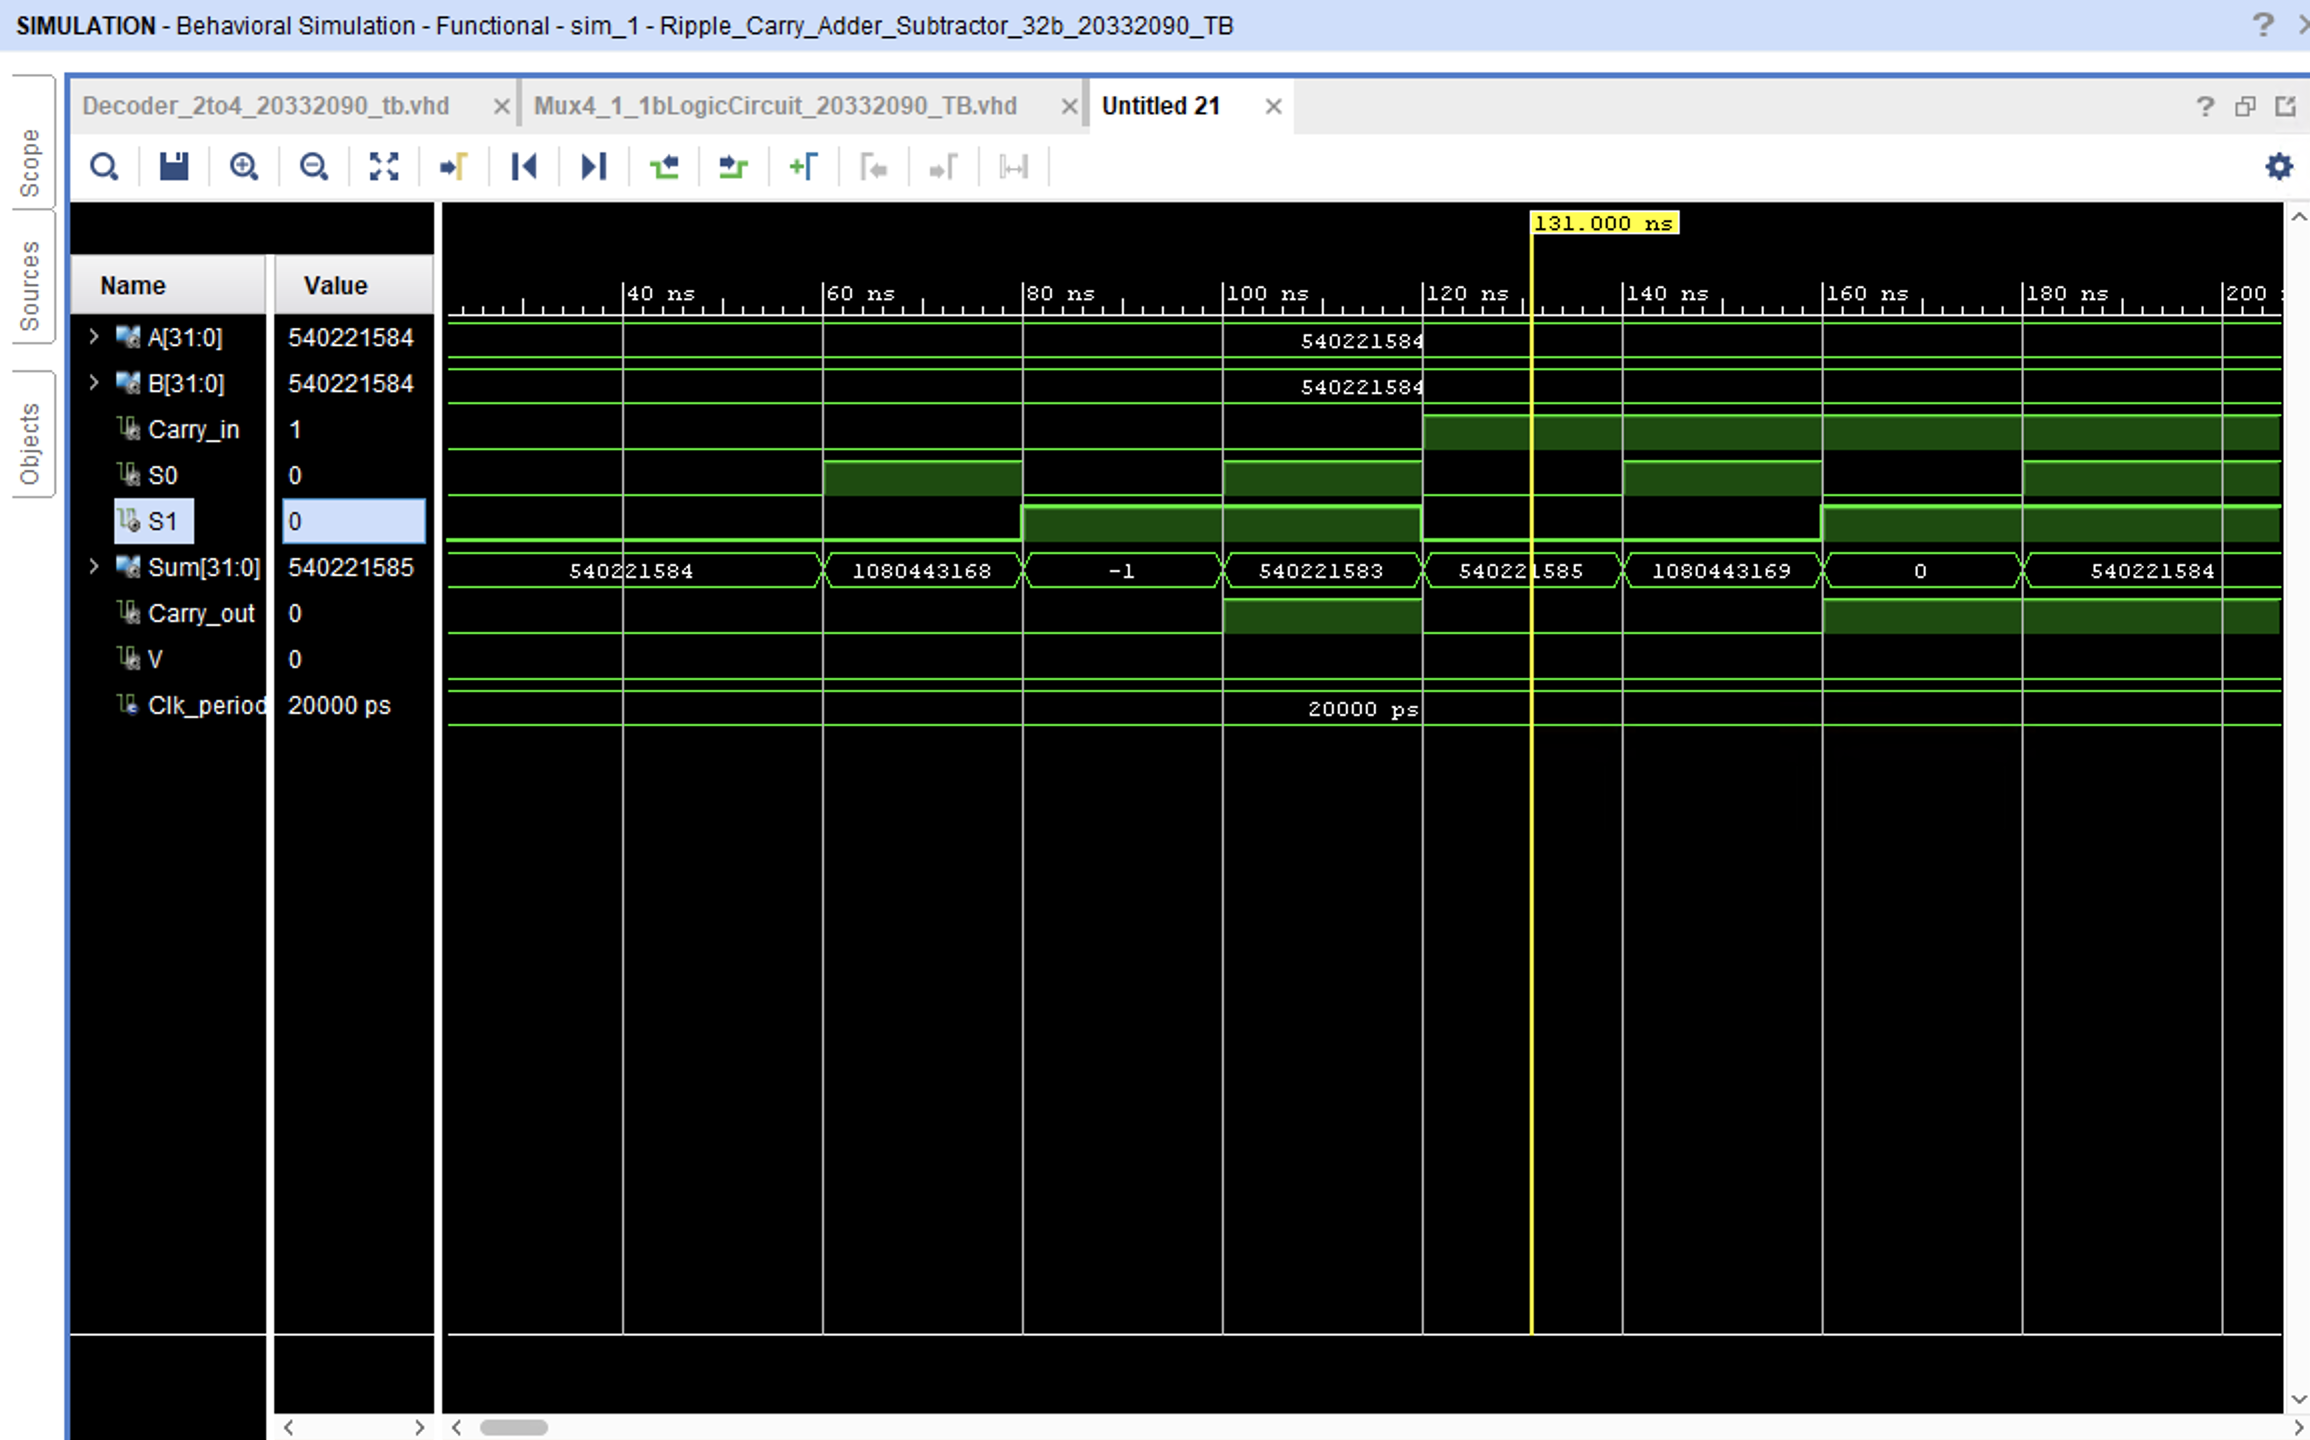 SIMULATION - Behavioral Simulation - Functional - sim_1 - Ripple_Carry_Adder_Subtractor_32b_20332090_TB
Scope
Sources
Objects
Decoder_2to4_20332090_tb.vhd
Mux4_1_1bLogicCircuit_20332090_TB.vhd
Untitled 21
131.000 ns
Name Value
40 ns 60 ns 80 ns 100 ns 120 ns 140 ns 160 ns 180 ns 200
A[31:0] 540221584 540221584
B[31:0] 540221584 540221584
Carry_in 1
S0 0
S1 0
Sum[31:0] 540221585 540221584 1080443168 -1 540221583 540221585 1080443169 0 540221584
Carry_out 0
V 0
Clk_period 20000 ps 20000 ps